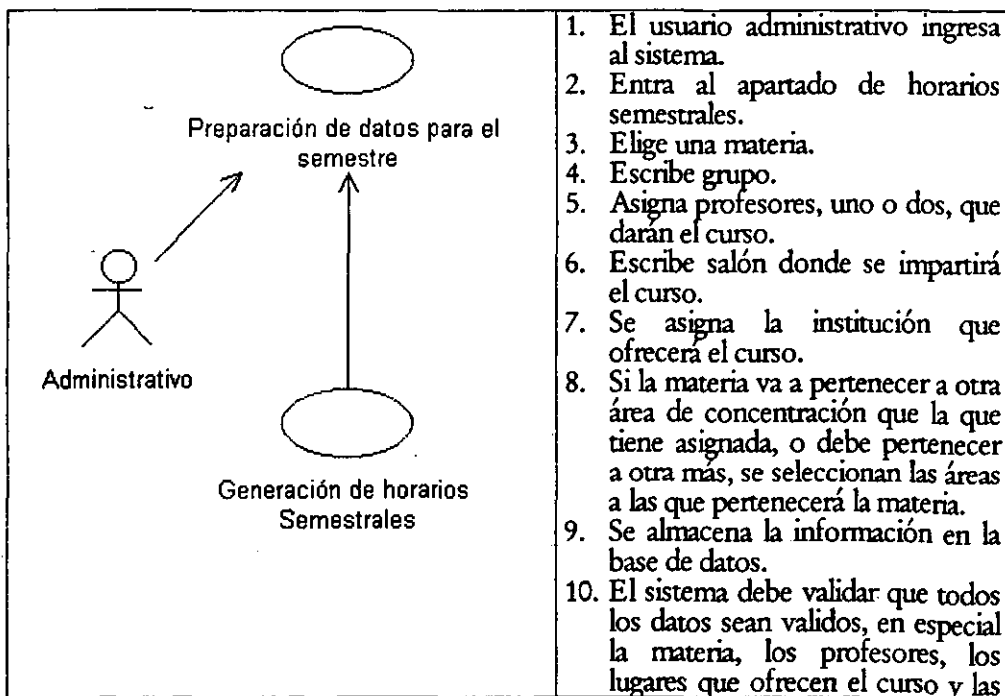 Preparación de datos para el
semestre
Administrativo
Generación de horarios
Semestrales
1. El usuario administrativo ingresa
al sistema.
2. Entra al apartado de horarios
semestrales.
3. Elige una materia.
4. Escribe grupo.
5. Asigna profesores, uno o dos, que
darán el curso.
6. Escribe salón donde se impartirá
el curso.
7. Se asigna la institución que
ofrecerá el curso.
8. Si la materia va a pertenecer a otra
área de concentración que la que
tiene asignada, o debe pertenecer
a otra más, se seleccionan las áreas
a las que pertenecerá la materia.
9. Se almacena la información en la
base de datos.
10. El sistema debe validar que todos
los datos sean validos, en especial
la materia, los profesores, los
lugares que ofrecen el curso y las